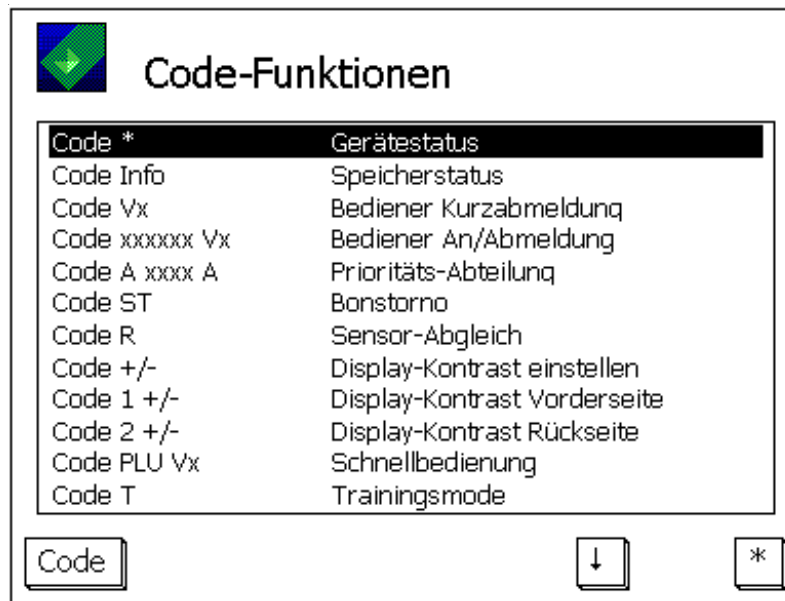 Code-Funktionen
Code * Gerätestatus
Code Info Speicherstatus
Code Vx Bediener Kurzabmeldung
Code xxxxxx Vx Bediener An/Abmeldung
Code A xxxx A Prioritäts-Abteilung
Code ST Bonstorno
Code R Sensor-Abgleich
Code +/- Display-Kontrast einstellen
Code 1 +/- Display-Kontrast Vorderseite
Code 2 +/- Display-Kontrast Rückseite
Code PLU Vx Schnellbedienung
Code T Trainingsmode
Code ↓ *